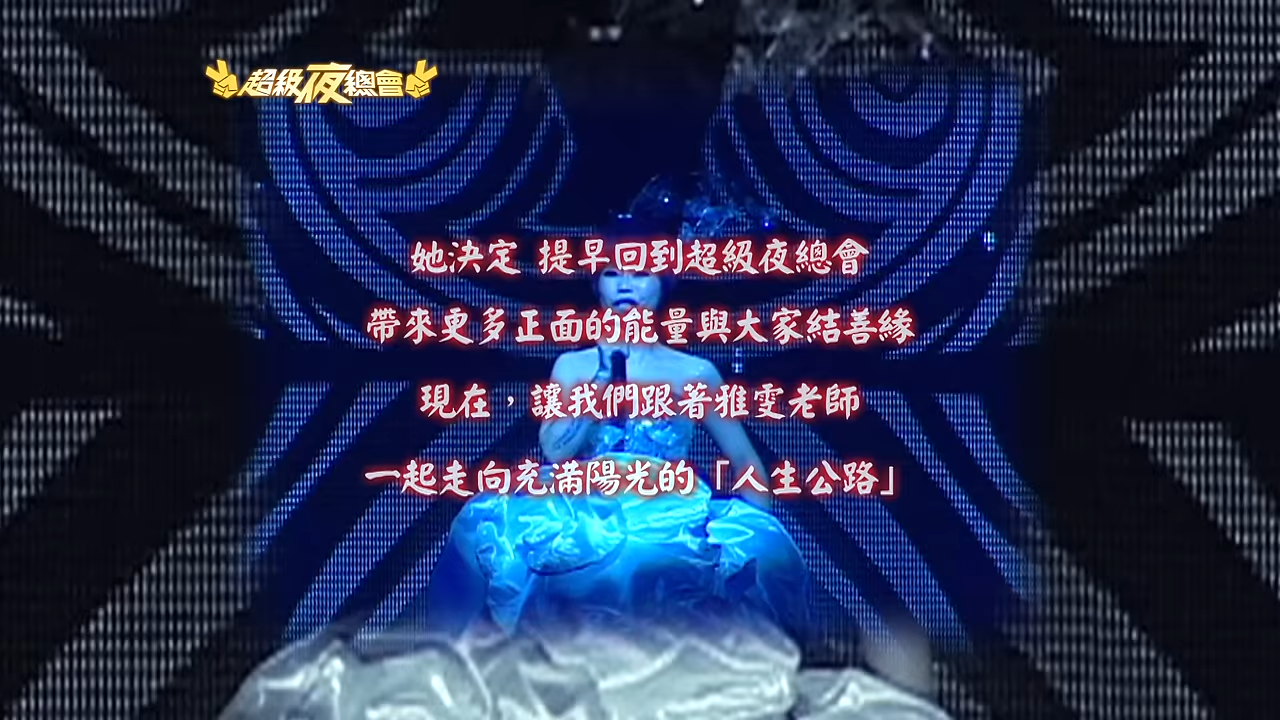 超級夜總會
她決定 提早回到超級夜總會
帶來更多正面的能量與大家結善緣
現在，讓我們跟著雅雯老師
一起走向充滿陽光的「人生公路」